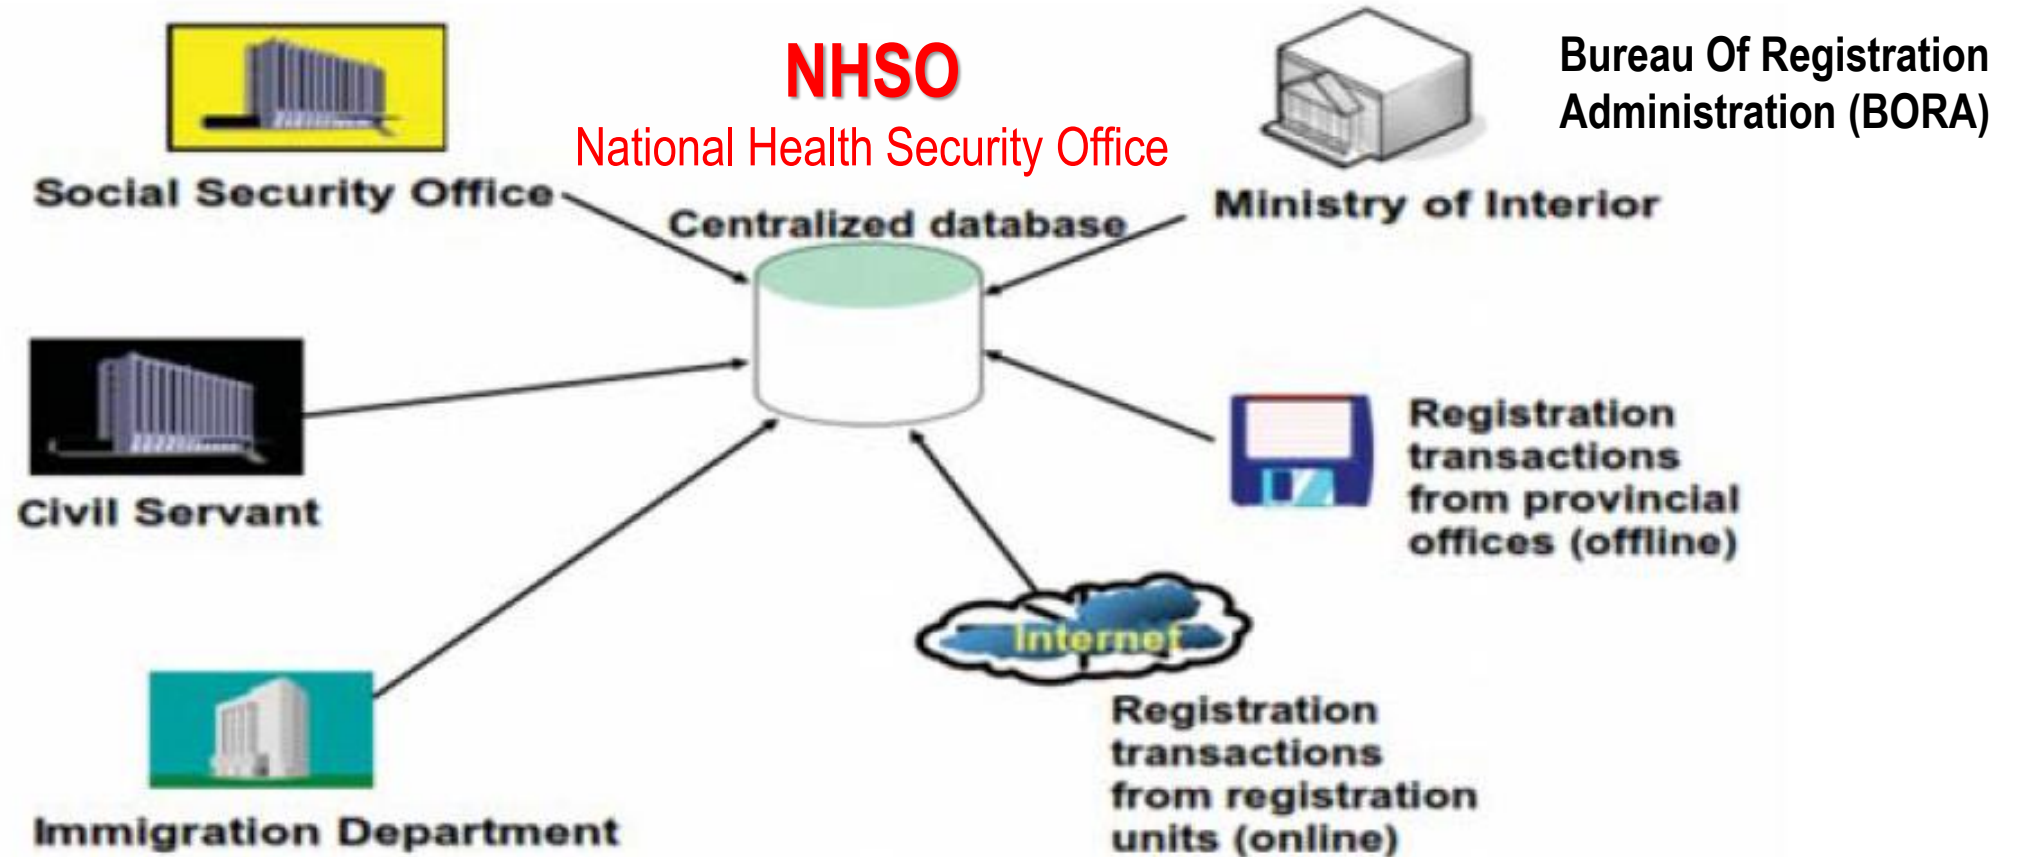 NHSO
National Health Security Office
Bureau Of Registration
Administration (BORA)
Social Security Office
Centralized database
Ministry of Interior
Civil Servant
Registration
transactions
from provincial
offices (offline)
Internet
Immigration Department
Registration
transactions
from registration
units (online)